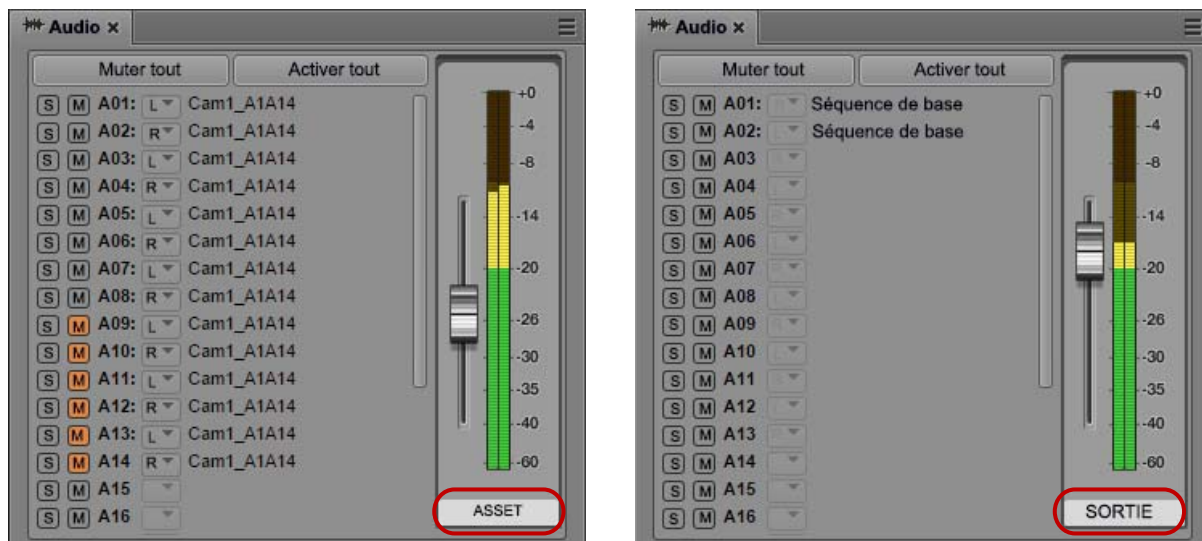 Audio ×
Muter tout Activer tout
S M A01: L Cam1_A1A14
S M A02: R Cam1_A1A14
S M A03: L Cam1_A1A14
S M A04: R Cam1_A1A14
S M A05: L Cam1_A1A14
S M A06: R Cam1_A1A14
S M A07: L Cam1_A1A14
S M A08: R Cam1_A1A14
S M A09: L Cam1_A1A14
S M A10: R Cam1_A1A14
S M A11: L Cam1_A1A14
S M A12: R Cam1_A1A14
S M A13: L Cam1_A1A14
S M A14 R Cam1_A1A14
S M A15
S M A16
+0
-4
-8
-14
-20
-26
-30
-35
-40
-60
ASSET
Audio ×
Muter tout Activer tout
S M A01: Séquence de base
S M A02: Séquence de base
S M A03
S M A04
S M A05
S M A06
S M A07
S M A08
S M A09
S M A10
S M A11
S M A12
S M A13
S M A14
S M A15
S M A16
+0
-4
-8
-14
-20
-26
-30
-35
-40
-60
SORTIE